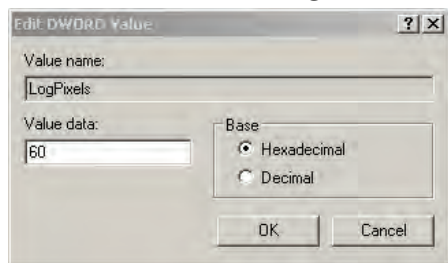 Edit DWORD Value
Value name:
LogPixels
Value data:
60
Base
Hexadecimal
Decimal
OK
Cancel